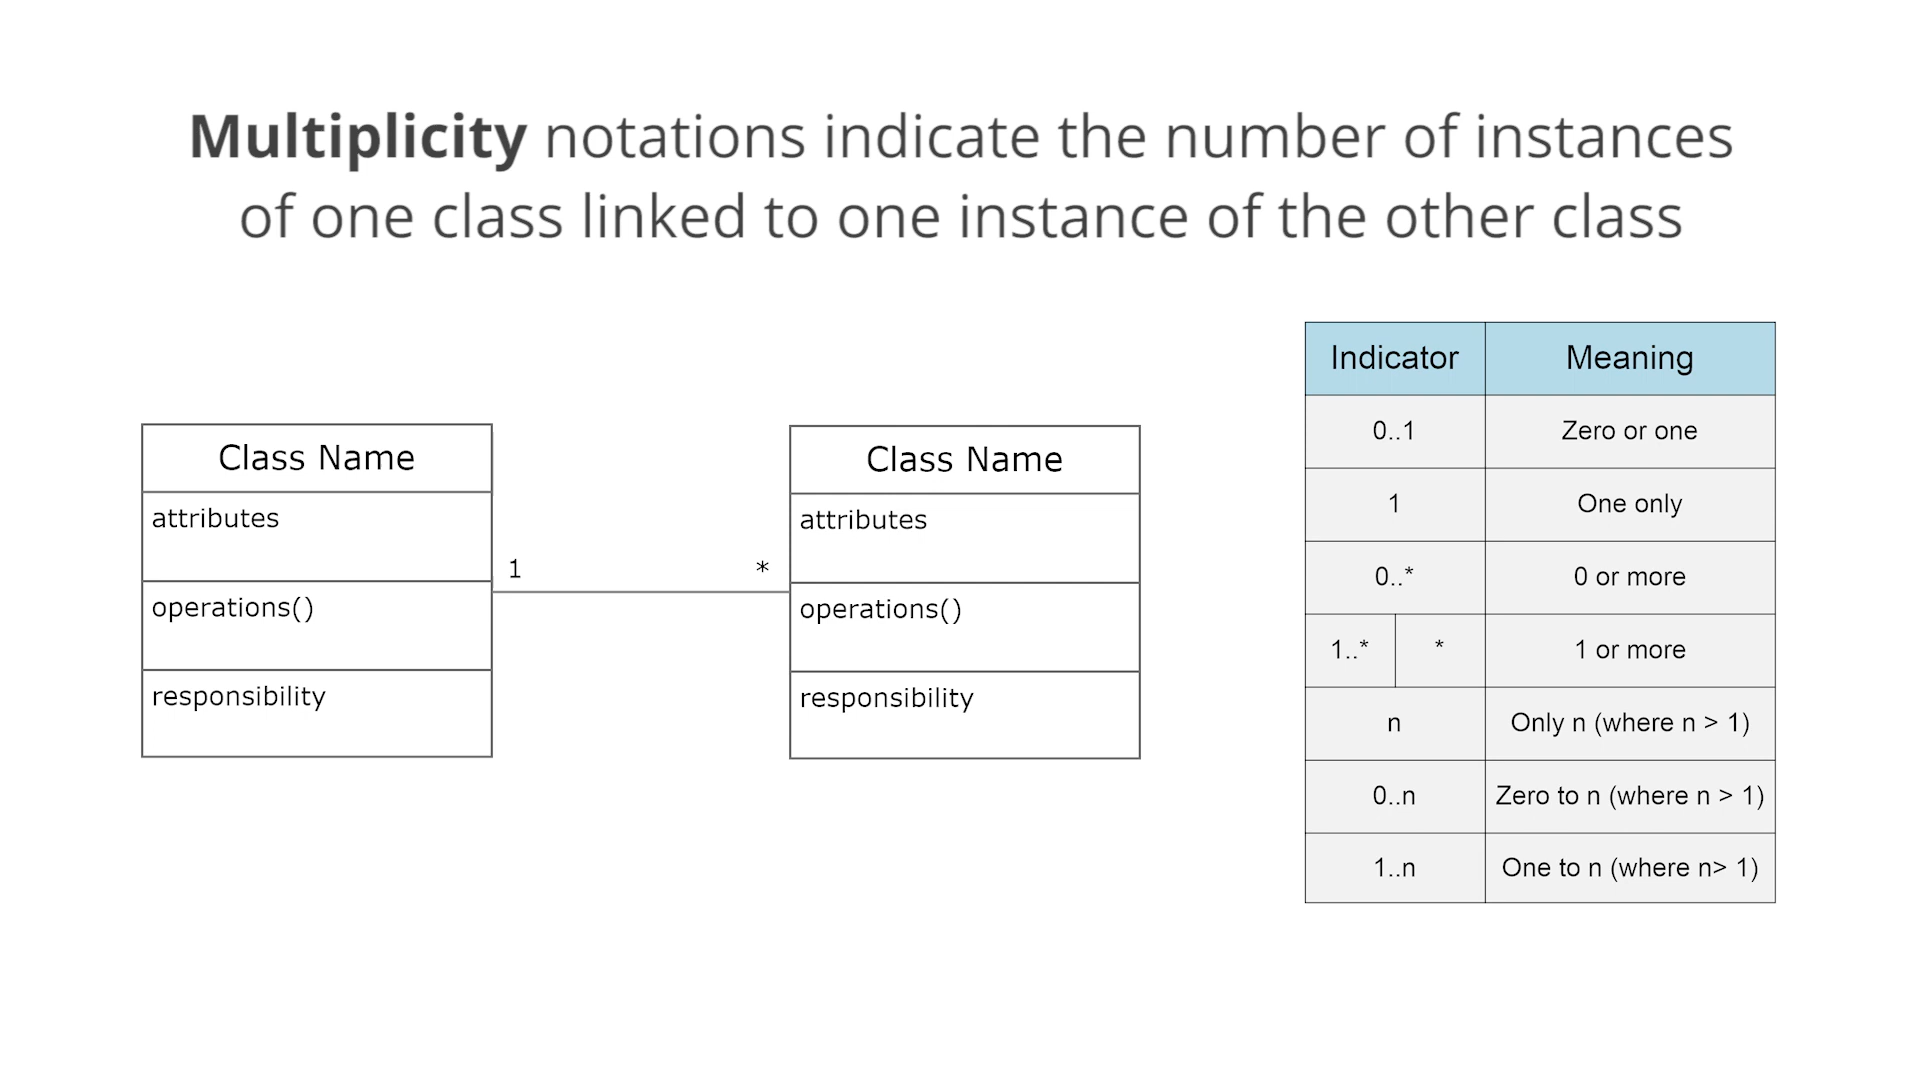 Multiplicity notations indicate the number of instances
of one class linked to one instance of the other class
Class Name
attributes
operations()
responsibility
1
*
Class Name
attributes
operations()
responsibility
Indicator Meaning
0..1 Zero or one
1 One only
0..* 0 or more
1..* * 1 or more
n Only n (where n > 1)
0..n Zero to n (where n > 1)
1..n One to n (where n> 1)